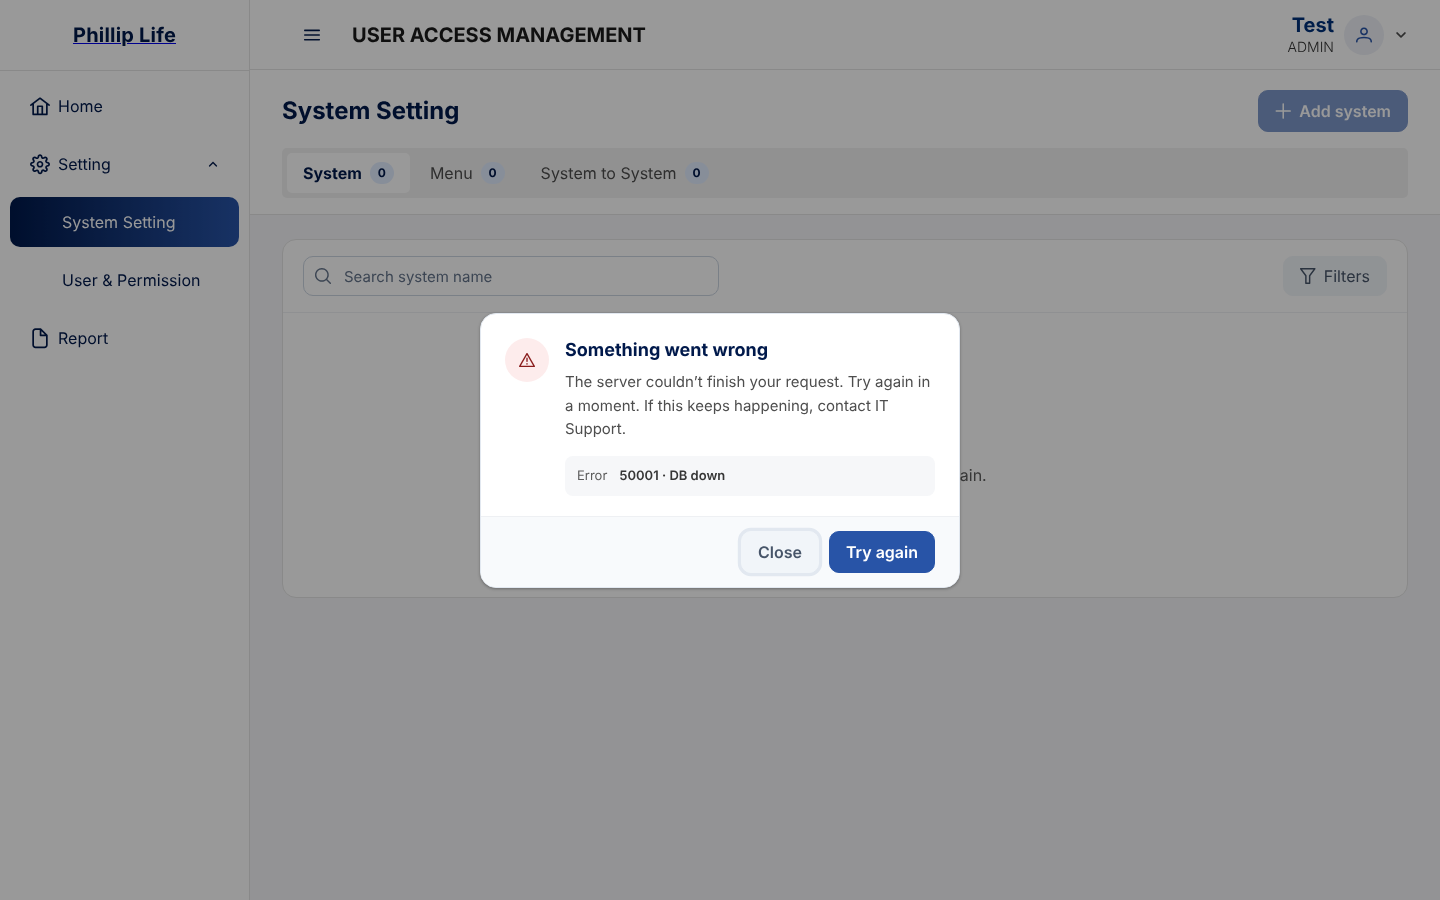 Phillip Life
USER ACCESS MANAGEMENT
Test
ADMIN
Home
Setting
System Setting
User & Permission
Report
System Setting
Add system
System 0
Menu 0
System to System 0
Search system name
Filters
ain.
Something went wrong
The server couldn’t finish your request. Try again in
a moment. If this keeps happening, contact IT
Support.
Error 50001 · DB down
Close
Try again